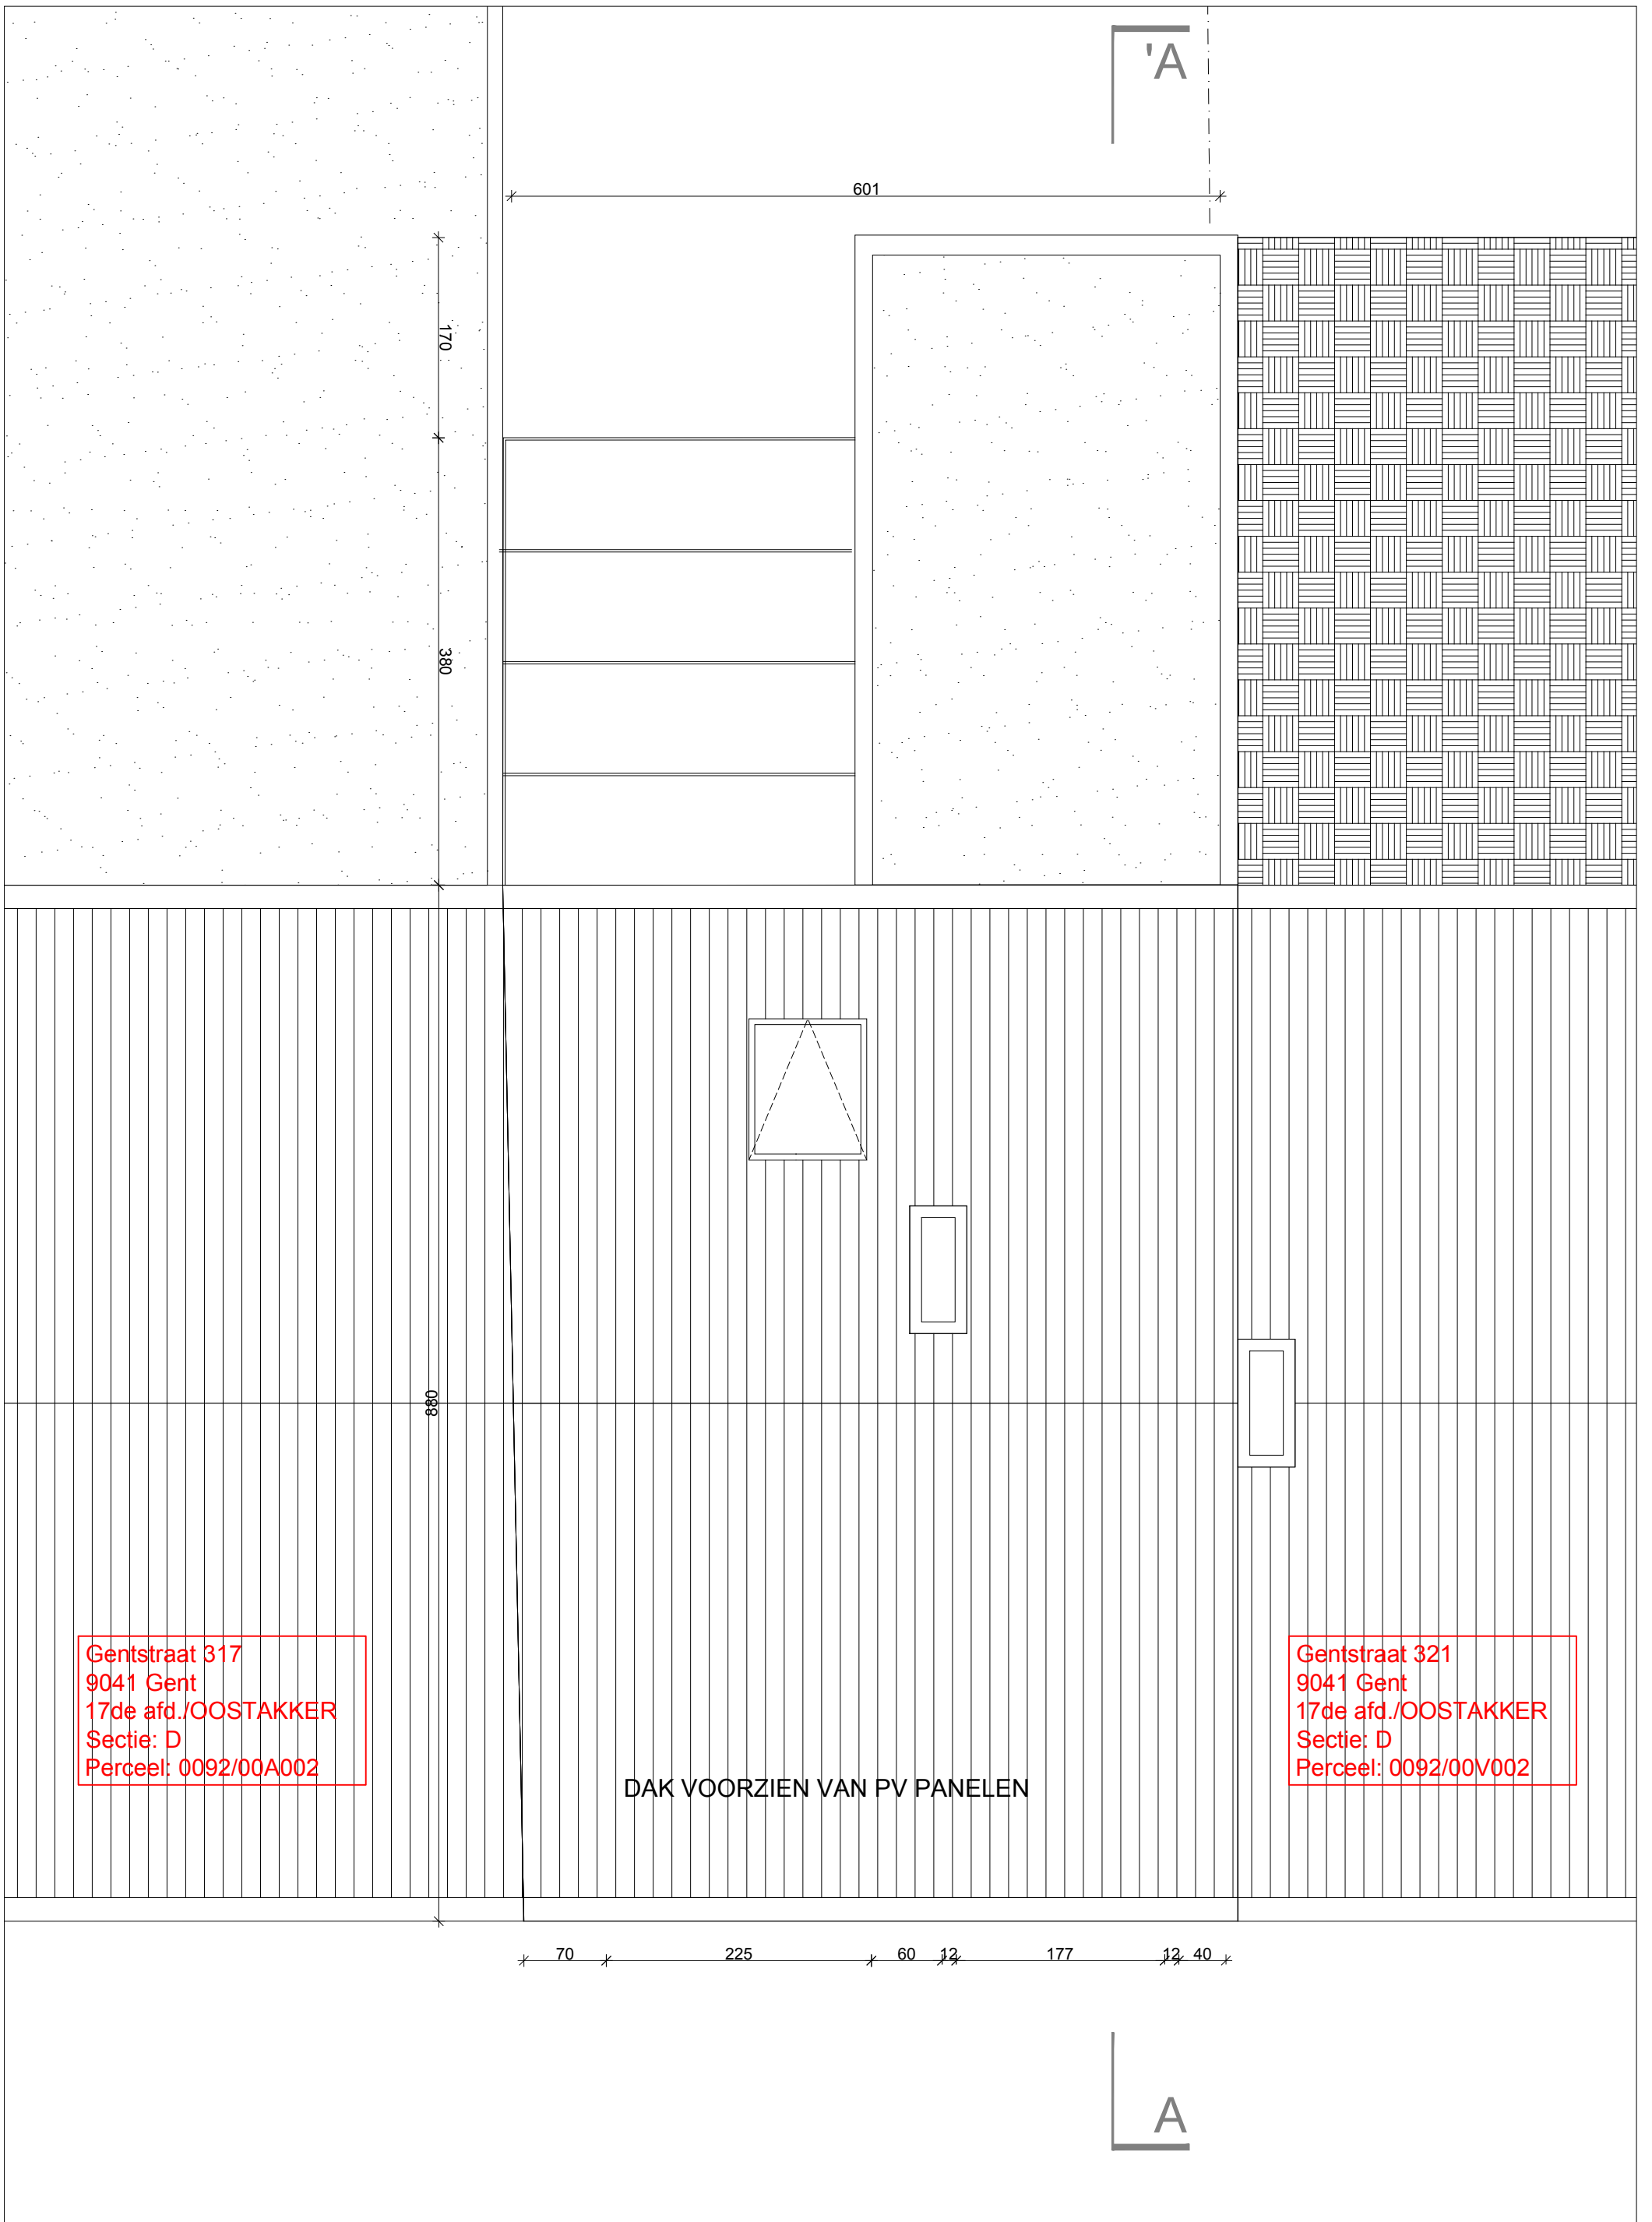 'A
601
170
380
880
Gentstraat 317
9041 Gent
17de afd./OOSTAKKER
Sectie: D
Perceel: 0092/00A002
Gentstraat 321
9041 Gent
17de afd./OOSTAKKER
Sectie: D
Perceel: 0092/00V002
DAK VOORZIEN VAN PV PANELEN
70 225 60 12 177 12 40
A